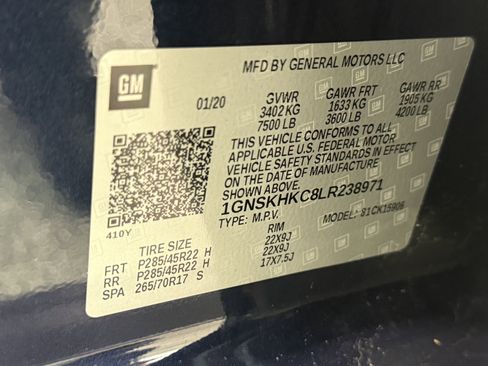 GM
MFD BY GENERAL MOTORS LLC
01/20 GVWR GAWR FRT GAWR RR
3402 KG 1633 KG 1905 KG
7500 LB 3600 LB 4200 LB
THIS VEHICLE CONFORMS TO ALL
APPLICABLE U.S. FEDERAL MOTOR
VEHICLE SAFETY STANDARDS IN EFFECT
ON THE DATE OF MANUFACTURE
SHOWN ABOVE
1GNSKHKC8LR238971
410Y TYPE: M.P.V. MODEL: 81CK15906
TIRE SIZE RIM
FRT P285/45R22 H 22X9J
RR P285/45R22 H 22X9J
SPA 265/70R17 S 17X7.5J